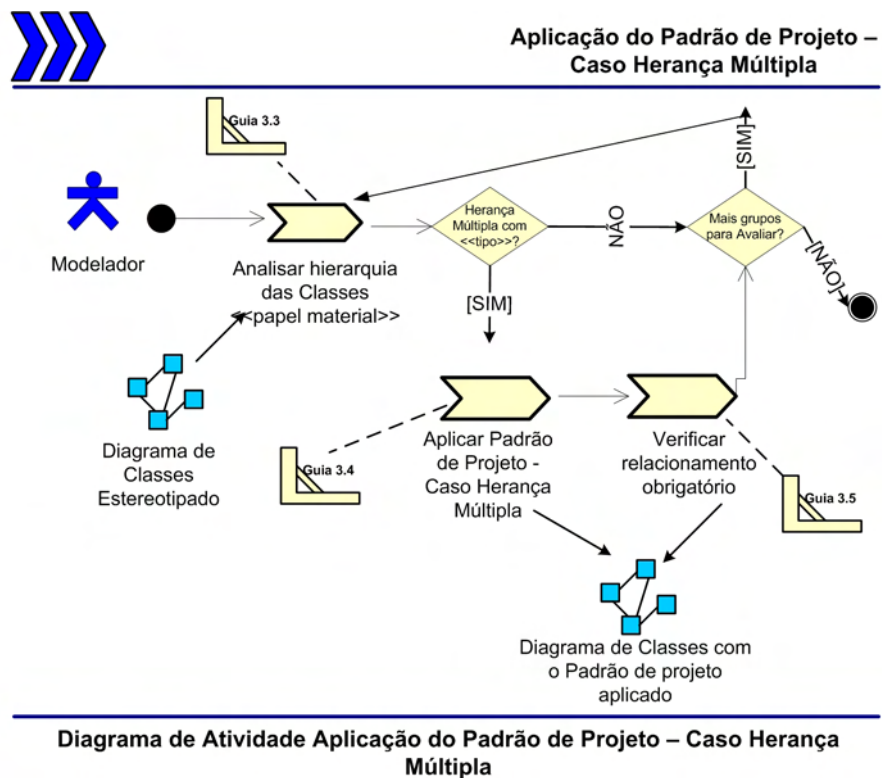 Aplicação do Padrão de Projeto –
Caso Herança Múltipla
Guia 3.3
[SIM]
Herança
Múltipla com
<<tipo>>?
NÃO
Mais grupos
para Avaliar?
[NÃO]
Modelador
Analisar hierarquia
das Classes
<<papel material>>
[SIM]
Diagrama de
Classes
Estereotipado
Guia 3.4
Aplicar Padrão
de Projeto -
Caso Herança
Múltipla
Verificar
relacionamento
obrigatório
Guia 3.5
Diagrama de Classes com
o Padrão de projeto
aplicado
Diagrama de Atividade Aplicação do Padrão de Projeto – Caso Herança
Múltipla